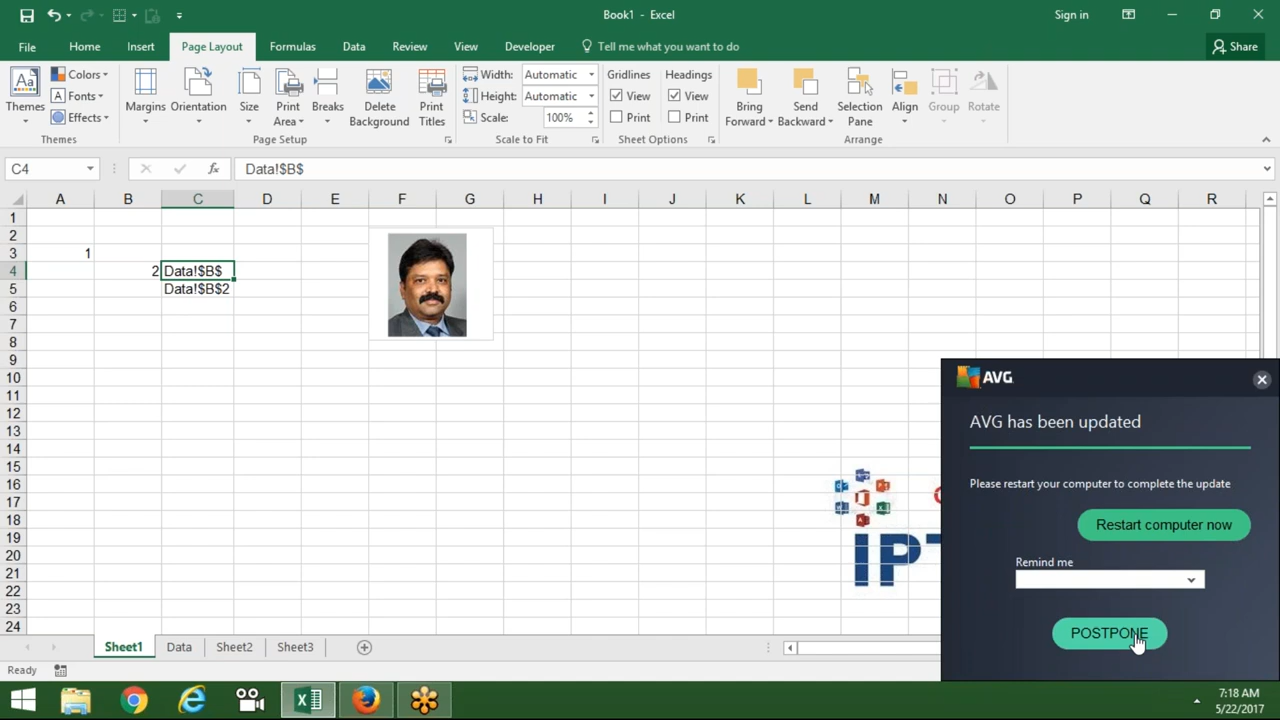 Book1 - Excel
Sign in
File Home Insert Page Layout Formulas Data Review View Developer Tell me what you want to do Share
Themes
Colors
Fonts
Effects
Margins
Orientation
Size
Print Area
Breaks
Delete Background
Print Titles
Width: Automatic
Height: Automatic
Scale: 100%
Gridlines
View
Print
Headings
View
Print
Bring Forward
Send Backward
Selection Pane
Align
Group
Rotate
Themes Page Setup Scale to Fit Sheet Options Arrange
C4 fx Data!$B$
A B C D E F G H I J K L M N O P Q R
1
2
3 1
4 2 Data!$B$
5 Data!$B$2
6
7
8
9
10
11
12
13
14
15
16
17
18
19
20
21
22
23
24
IPT
AVG
AVG has been updated
Please restart your computer to complete the update
Restart computer now
Remind me
POSTPONE
Sheet1 Data Sheet2 Sheet3
Ready
7:18 AM
5/22/2017